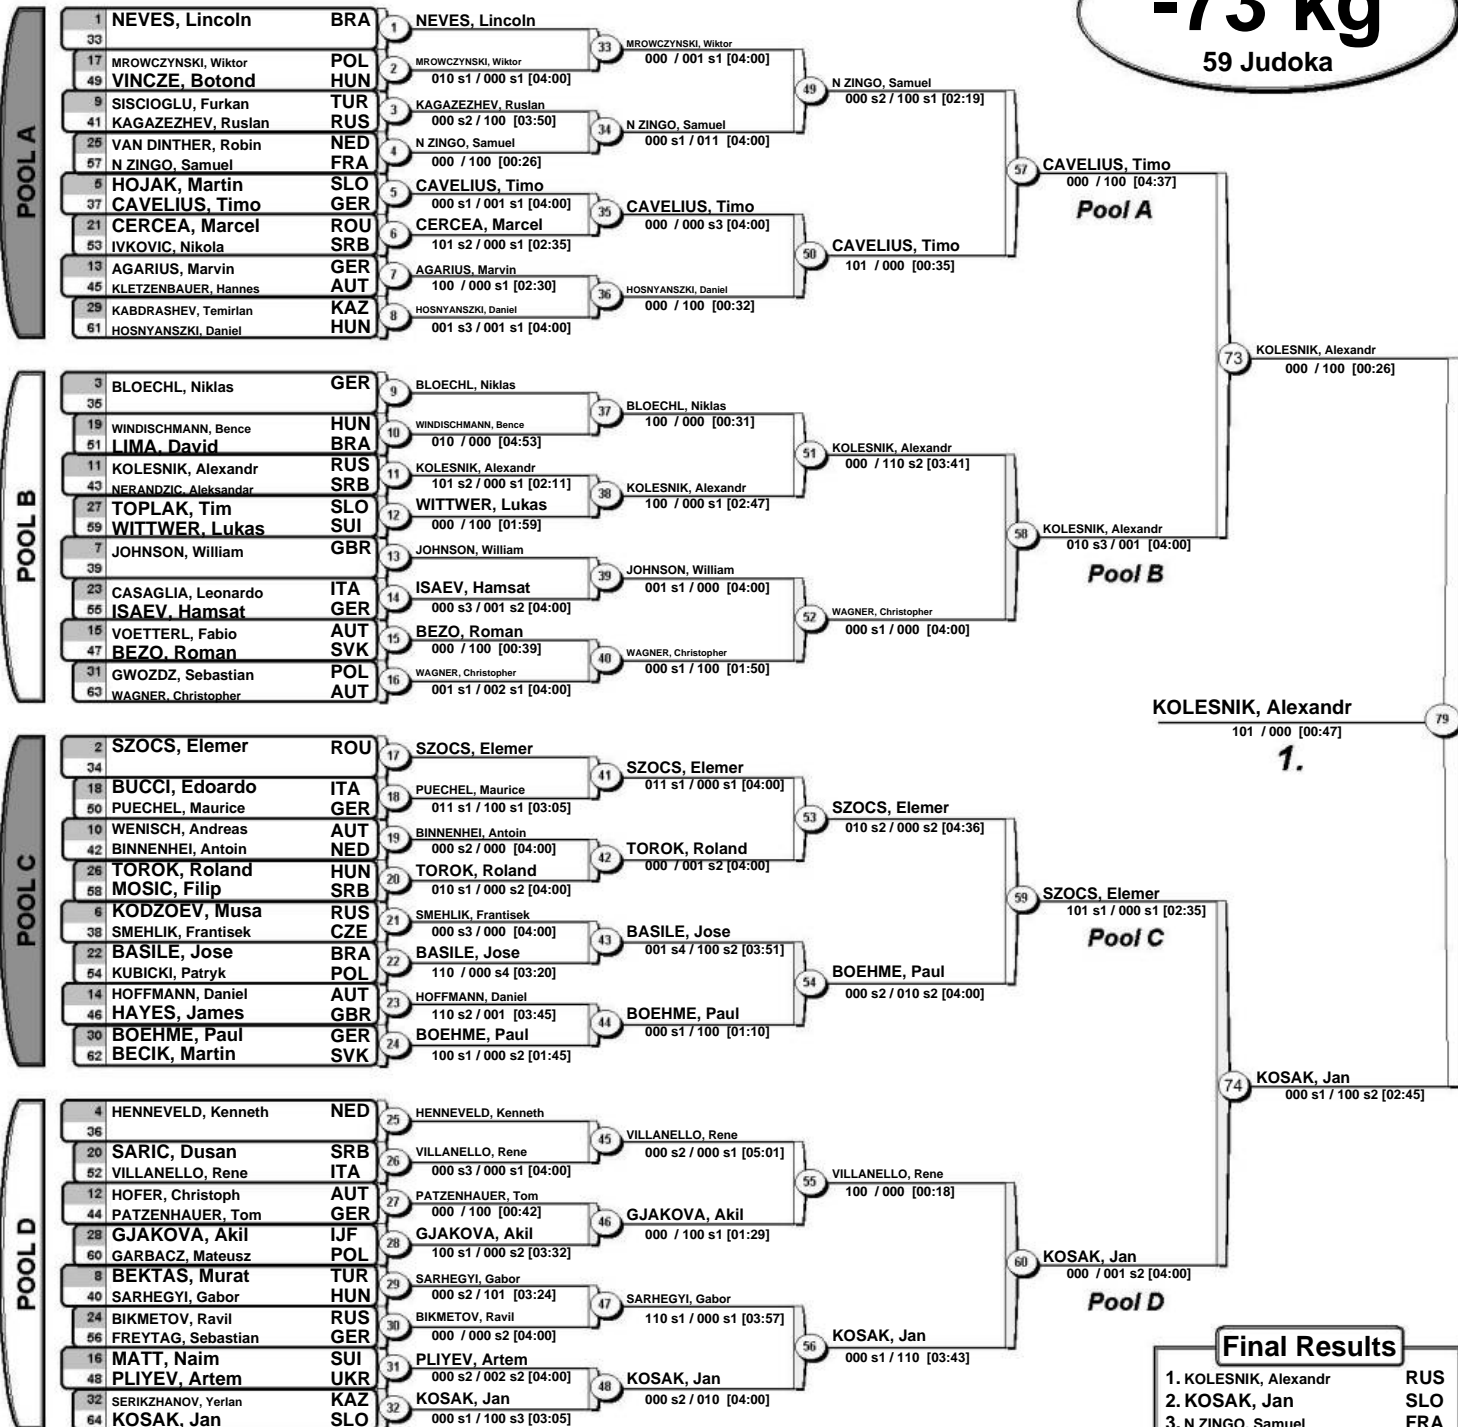 -73 kg
59 Judoka
POOL A
1 NEVES, Lincoln BRA
33
17 MROWCZYNSKI, Wiktor POL
49 VINCZE, Botond HUN
9 SISCIOGLU, Furkan TUR
41 KAGAZEZHEV, Ruslan RUS
25 VAN DINTHER, Robin NED
57 N ZINGO, Samuel FRA
5 HOJAK, Martin SLO
37 CAVELIUS, Timo GER
21 CERCEA, Marcel ROU
53 IVKOVIC, Nikola SRB
13 AGARIUS, Marvin GER
45 KLETZENBAUER, Hannes AUT
29 KABDRASHEV, Temirlan KAZ
61 HOSNYANSZKI, Daniel HUN
1 NEVES, Lincoln
2 MROWCZYNSKI, Wiktor
010 s1 / 000 s1 [04:00]
3 KAGAZEZHEV, Ruslan
000 s2 / 100 [03:50]
4 N ZINGO, Samuel
000 / 100 [00:26]
5 CAVELIUS, Timo
000 s1 / 001 s1 [04:00]
6 CERCEA, Marcel
101 s2 / 000 s1 [02:35]
7 AGARIUS, Marvin
100 / 000 s1 [02:30]
8 HOSNYANSZKI, Daniel
001 s3 / 001 s1 [04:00]
33 MROWCZYNSKI, Wiktor
000 / 001 s1 [04:00]
34 N ZINGO, Samuel
000 s1 / 011 [04:00]
35 CAVELIUS, Timo
000 / 000 s3 [04:00]
36 HOSNYANSZKI, Daniel
000 / 100 [00:32]
49 N ZINGO, Samuel
000 s2 / 100 s1 [02:19]
50 CAVELIUS, Timo
101 / 000 [00:35]
57 CAVELIUS, Timo
000 / 100 [04:37]
Pool A
POOL B
3 BLOECHL, Niklas GER
35
19 WINDISCHMANN, Bence HUN
51 LIMA, David BRA
11 KOLESNIK, Alexandr RUS
43 NERANDZIC, Aleksandar SRB
27 TOPLAK, Tim SLO
59 WITTWER, Lukas SUI
7 JOHNSON, William GBR
39
23 CASAGLIA, Leonardo ITA
55 ISAEV, Hamsat GER
15 VOETTERL, Fabio AUT
47 BEZO, Roman SVK
31 GWOZDZ, Sebastian POL
63 WAGNER, Christopher AUT
9 BLOECHL, Niklas
10 WINDISCHMANN, Bence
010 / 000 [04:53]
11 KOLESNIK, Alexandr
101 s2 / 000 s1 [02:11]
12 WITTWER, Lukas
000 / 100 [01:59]
13 JOHNSON, William
14 ISAEV, Hamsat
000 s3 / 001 s2 [04:00]
15 BEZO, Roman
000 / 100 [00:39]
16 WAGNER, Christopher
001 s1 / 002 s1 [04:00]
37 BLOECHL, Niklas
100 / 000 [00:31]
38 KOLESNIK, Alexandr
100 / 000 s1 [02:47]
39 JOHNSON, William
001 s1 / 000 [04:00]
40 WAGNER, Christopher
000 s1 / 100 [01:50]
51 KOLESNIK, Alexandr
000 / 110 s2 [03:41]
52 WAGNER, Christopher
000 s1 / 000 [04:00]
58 KOLESNIK, Alexandr
010 s3 / 001 [04:00]
Pool B
73 KOLESNIK, Alexandr
000 / 100 [00:26]
KOLESNIK, Alexandr 79
101 / 000 [00:47]
1.
POOL C
2 SZOCS, Elemer ROU
34
18 BUCCI, Edoardo ITA
50 PUECHEL, Maurice GER
10 WENISCH, Andreas AUT
42 BINNENHEI, Antoin NED
26 TOROK, Roland HUN
58 MOSIC, Filip SRB
6 KODZOEV, Musa RUS
38 SMEHLIK, Frantisek CZE
22 BASILE, Jose BRA
54 KUBICKI, Patryk POL
14 HOFFMANN, Daniel AUT
46 HAYES, James GBR
30 BOEHME, Paul GER
62 BECIK, Martin SVK
17 SZOCS, Elemer
18 PUECHEL, Maurice
011 s1 / 100 s1 [03:05]
19 BINNENHEI, Antoin
000 s2 / 000 [04:00]
20 TOROK, Roland
010 s1 / 000 s2 [04:00]
21 SMEHLIK, Frantisek
000 s3 / 000 [04:00]
22 BASILE, Jose
110 / 000 s4 [03:20]
23 HOFFMANN, Daniel
110 s2 / 001 [03:45]
24 BOEHME, Paul
100 s1 / 000 s2 [01:45]
41 SZOCS, Elemer
011 s1 / 000 s1 [04:00]
42 TOROK, Roland
000 / 001 s2 [04:00]
43 BASILE, Jose
001 s4 / 100 s2 [03:51]
44 BOEHME, Paul
000 s1 / 100 [01:10]
53 SZOCS, Elemer
010 s2 / 000 s2 [04:36]
54 BOEHME, Paul
000 s2 / 010 s2 [04:00]
59 SZOCS, Elemer
101 s1 / 000 s1 [02:35]
Pool C
74 KOSAK, Jan
000 s1 / 100 s2 [02:45]
POOL D
4 HENNEVELD, Kenneth NED
36
20 SARIC, Dusan SRB
52 VILLANELLO, Rene ITA
12 HOFER, Christoph AUT
44 PATZENHAUER, Tom GER
28 GJAKOVA, Akil IJF
60 GARBACZ, Mateusz POL
8 BEKTAS, Murat TUR
40 SARHEGYI, Gabor HUN
24 BIKMETOV, Ravil RUS
56 FREYTAG, Sebastian GER
16 MATT, Naim SUI
48 PLIYEV, Artem UKR
32 SERIKZHANOV, Yerlan KAZ
64 KOSAK, Jan SLO
25 HENNEVELD, Kenneth
26 VILLANELLO, Rene
000 s3 / 000 s1 [04:00]
27 PATZENHAUER, Tom
000 / 100 [00:42]
28 GJAKOVA, Akil
100 s1 / 000 s2 [03:32]
29 SARHEGYI, Gabor
000 s2 / 101 [03:24]
30 BIKMETOV, Ravil
000 / 000 s2 [04:00]
31 PLIYEV, Artem
000 s2 / 002 s2 [04:00]
32 KOSAK, Jan
000 s1 / 100 s3 [03:05]
45 VILLANELLO, Rene
000 s2 / 000 s1 [05:01]
46 GJAKOVA, Akil
000 / 100 s1 [01:29]
47 SARHEGYI, Gabor
110 s1 / 000 s1 [03:57]
48 KOSAK, Jan
000 s2 / 010 [04:00]
55 VILLANELLO, Rene
100 / 000 [00:18]
56 KOSAK, Jan
000 s1 / 110 [03:43]
60 KOSAK, Jan
000 / 001 s2 [04:00]
Pool D
Final Results
1. KOLESNIK, Alexandr RUS
2. KOSAK, Jan SLO
3. N ZINGO, Samuel FRA